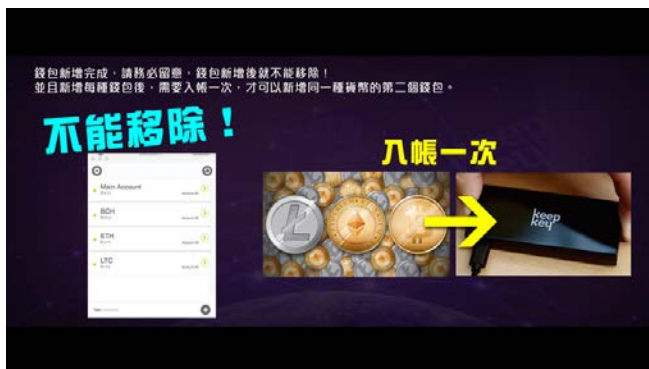 錢包新增完成，請務必留意，錢包新增後就不能移除！
並且新增每種錢包後，需要入帳一次，才可以新增同一種貨幣的第二個錢包。
不能移除！
入帳一次
Main Account
BCH
ETH
LTC
keep
key